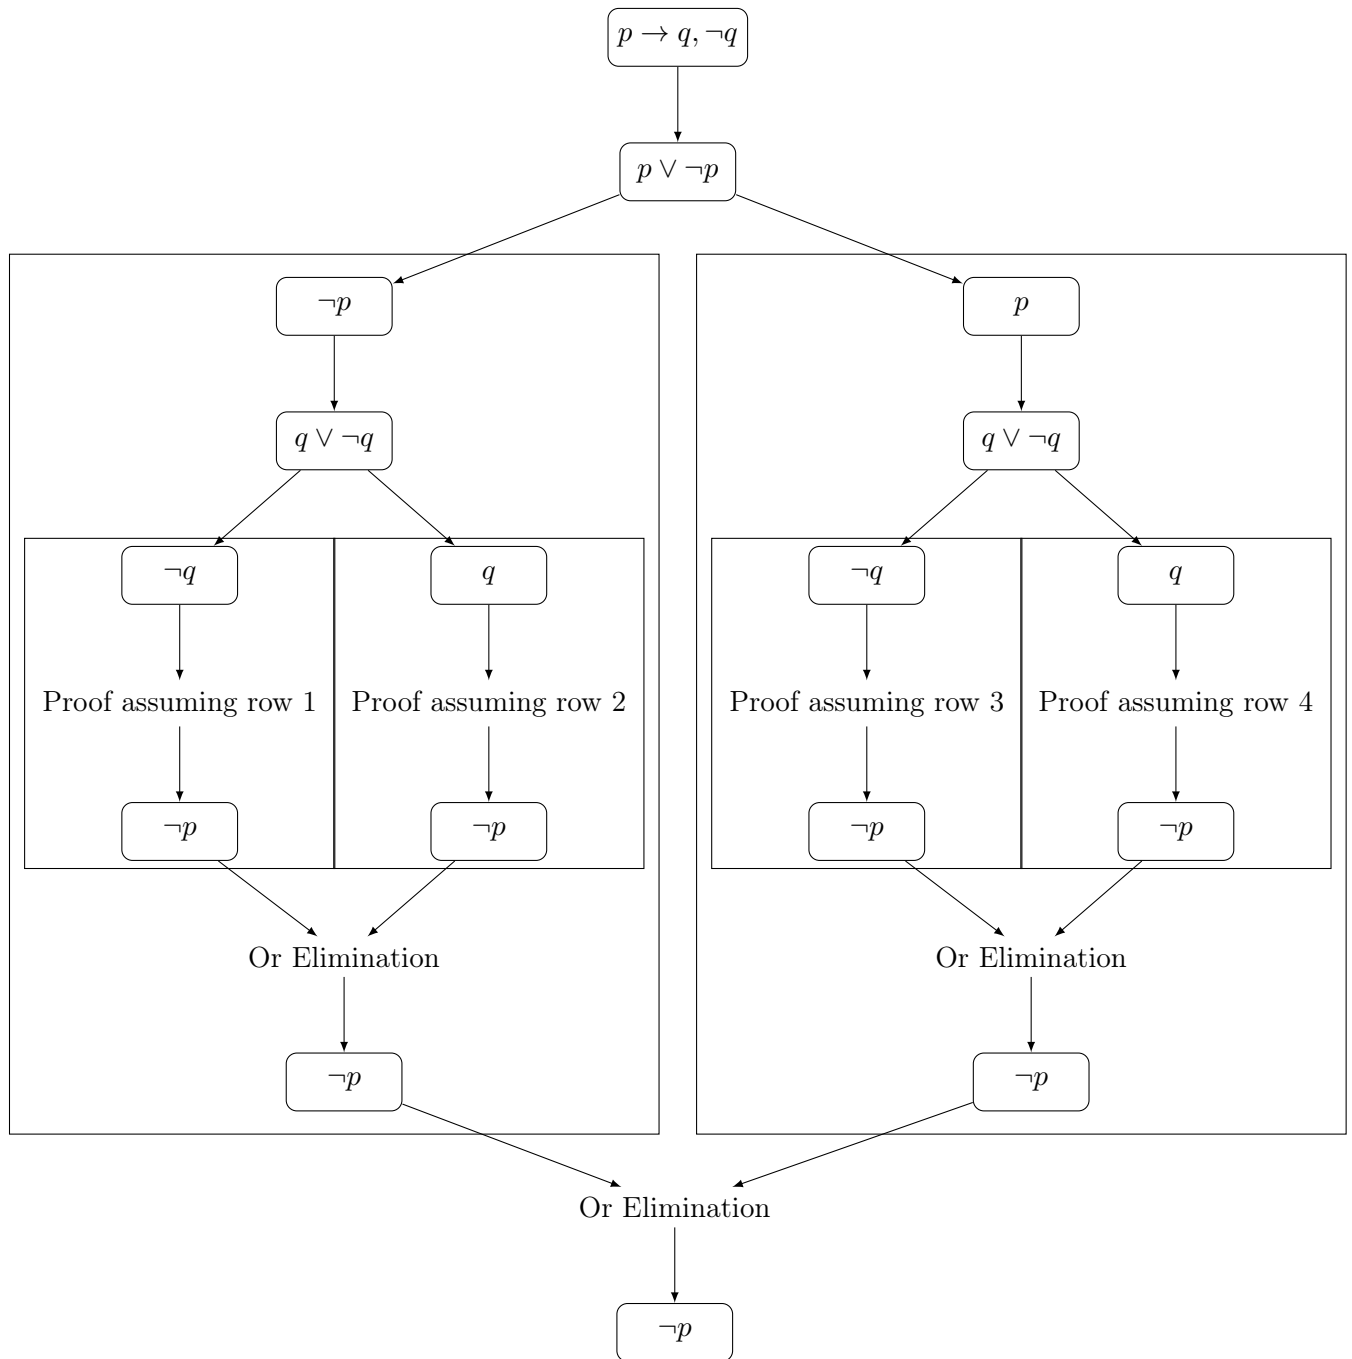 p → q, ¬q
p ∨ ¬p
¬p
p
q ∨ ¬q
q ∨ ¬q
¬q
q
¬q
q
Proof assuming row 1
Proof assuming row 2
Proof assuming row 3
Proof assuming row 4
¬p
¬p
¬p
¬p
Or Elimination
Or Elimination
¬p
¬p
Or Elimination
¬p